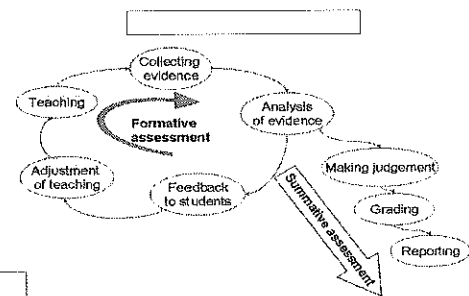 Collecting
evidence
Teaching
Formative
assessment
Analysis
of evidence
Adjustment
of teaching
Feedback
to students
Making judgement
Grading
Reporting
Summative assessment